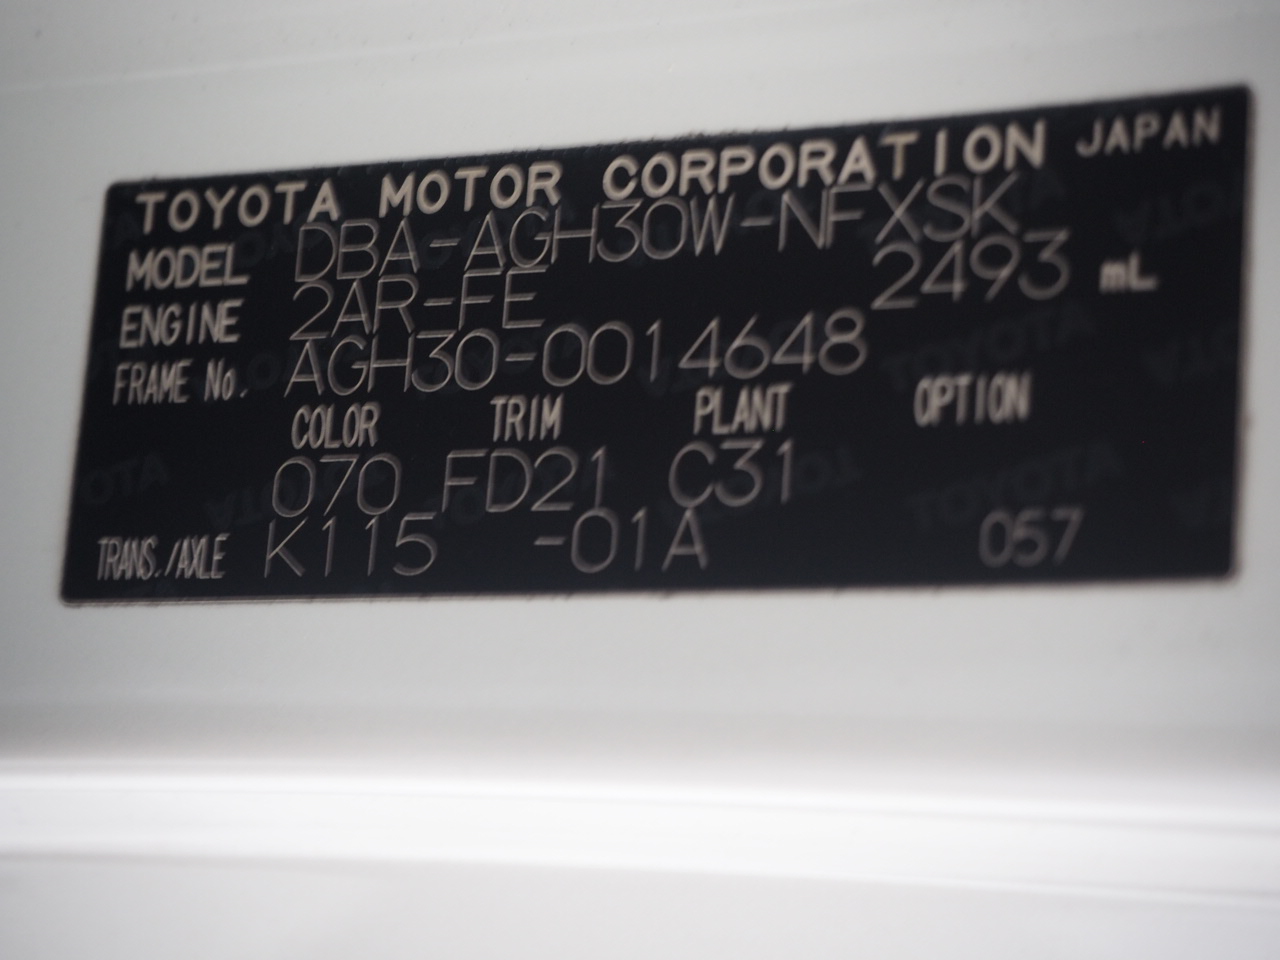 TOYOTA MOTOR CORPORATION JAPAN
MODEL DBA-AGH30W-NFXSK
ENGINE 2AR-FE 2493 mL
FRAME No. AGH30-0014648
COLOR TRIM PLANT OPTION
070 FD21 C31
TRANS./AXLE K115 -01A 057